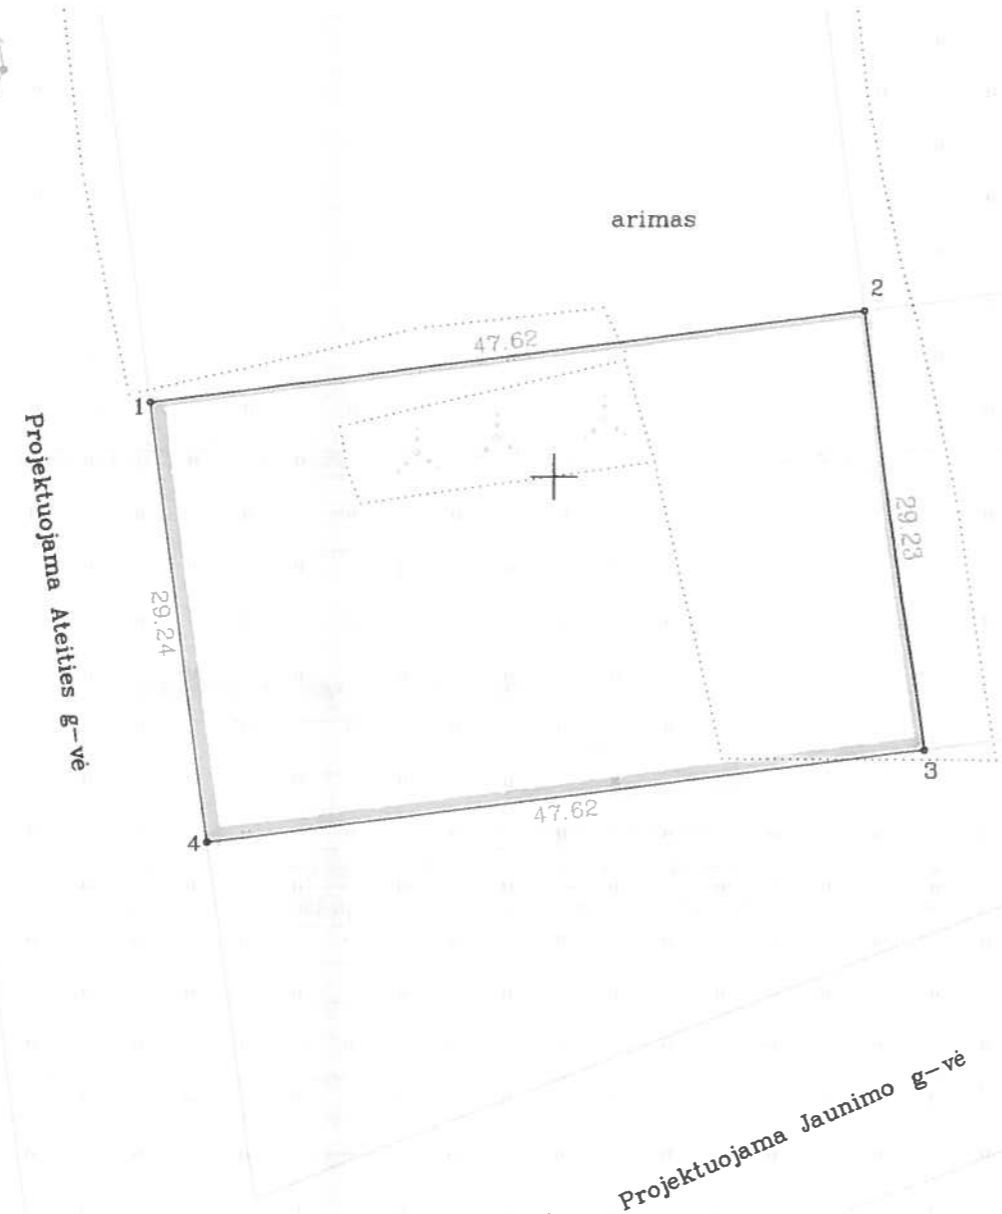 arimas
2
47.62
1
Projektuojama Ateities g-vė
29.23
29.24
3
47.62
4
Projektuojama Jaunimo g-vė